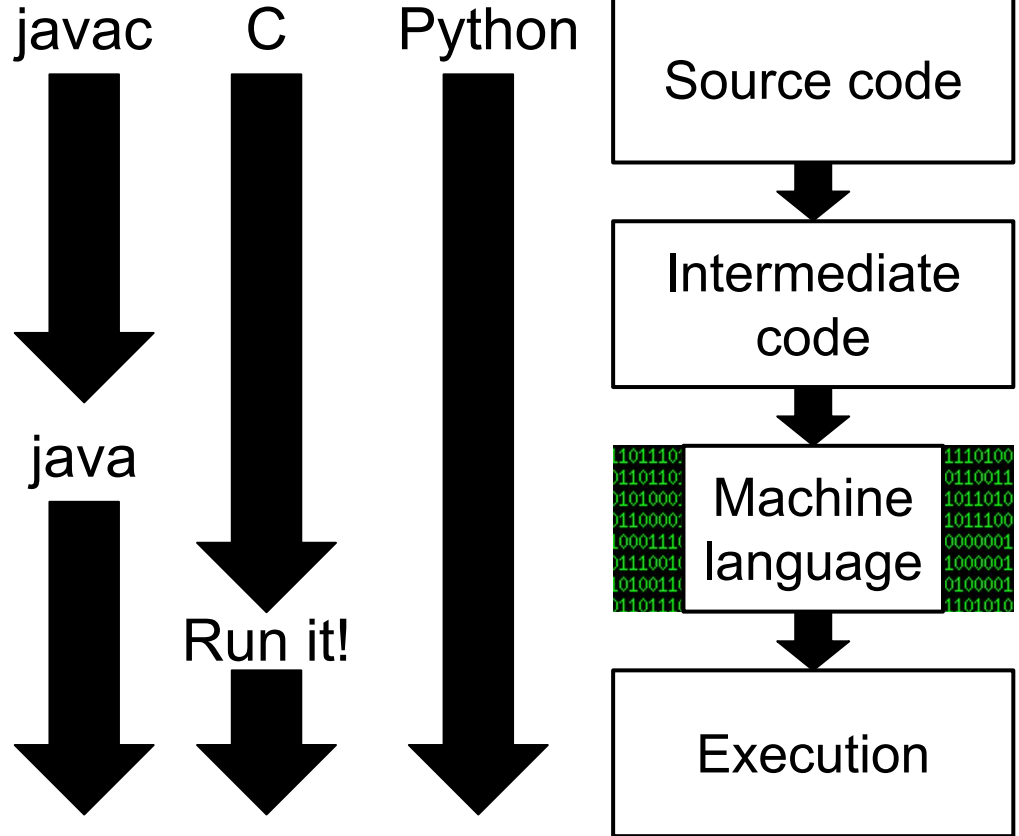 javac
C
Python
java
Run it!
Source code
Intermediate
code
Machine
language
Execution